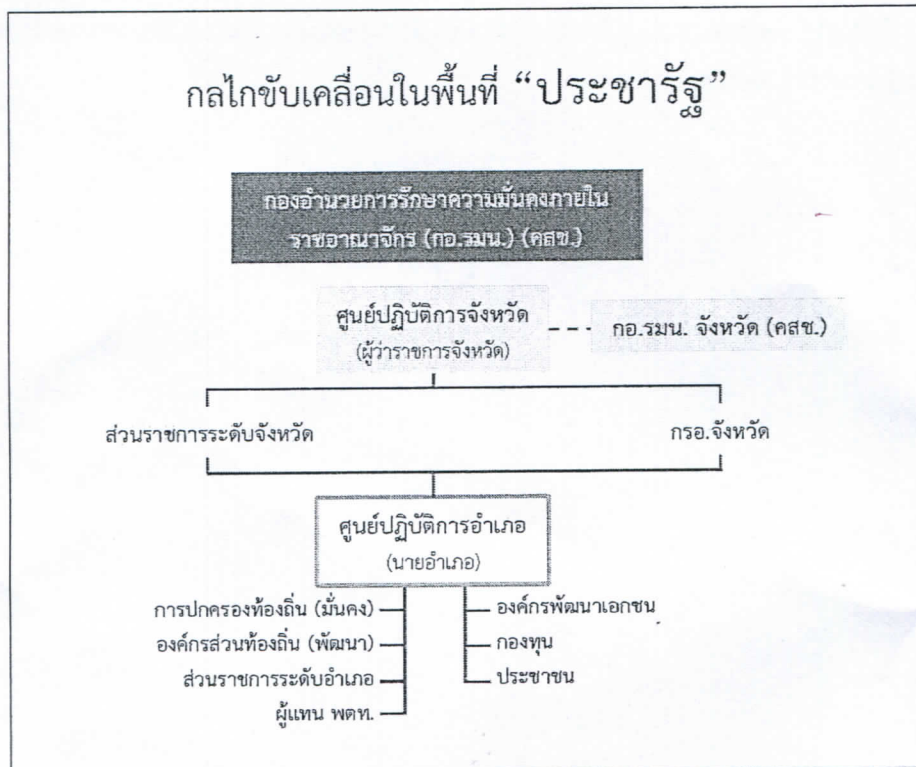 กลไกขับเคลื่อนในพื้นที่ “ประชารัฐ”
กองอำนวยการรักษาความมั่นคงภายใน
ราชอาณาจักร (กอ.รมน.) (คสช.)
ศูนย์ปฏิบัติการจังหวัด
(ผู้ว่าราชการจังหวัด)
กอ.รมน. จังหวัด (คสช.)
ส่วนราชการระดับจังหวัด
กรอ.จังหวัด
ศูนย์ปฏิบัติการอำเภอ
(นายอำเภอ)
การปกครองท้องถิ่น (มั่นคง)
องค์กรส่วนท้องถิ่น (พัฒนา)
ส่วนราชการระดับอำเภอ
ผู้แทน พตท.
องค์กรพัฒนาเอกชน
กองทุน
ประชาชน